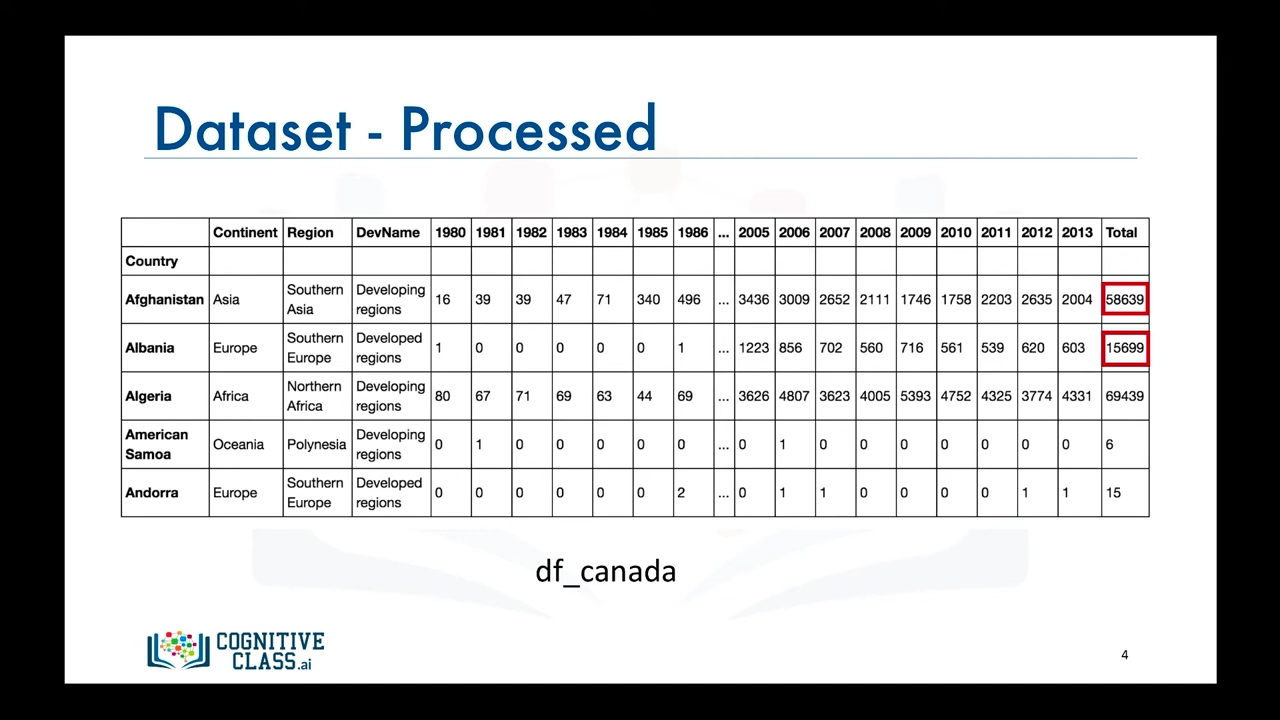 Dataset - Processed
Continent Region DevName 1980 1981 1982 1983 1984 1985 1986 ... 2005 2006 2007 2008 2009 2010 2011 2012 2013 Total
Country
Afghanistan Asia Southern Asia Developing regions 16 39 39 47 71 340 496 ... 3436 3009 2652 2111 1746 1758 2203 2635 2004 58639
Albania Europe Southern Europe Developed regions 1 0 0 0 0 0 1 ... 1223 856 702 560 716 561 539 620 603 15699
Algeria Africa Northern Africa Developing regions 80 67 71 69 63 44 69 ... 3626 4807 3623 4005 5393 4752 4325 3774 4331 69439
American Samoa Oceania Polynesia Developing regions 0 1 0 0 0 0 0 ... 0 1 0 0 0 0 0 0 0 6
Andorra Europe Southern Europe Developed regions 0 0 0 0 0 0 2 ... 0 1 1 0 0 0 0 1 1 15
df_canada
COGNITIVE
CLASS.ai
4